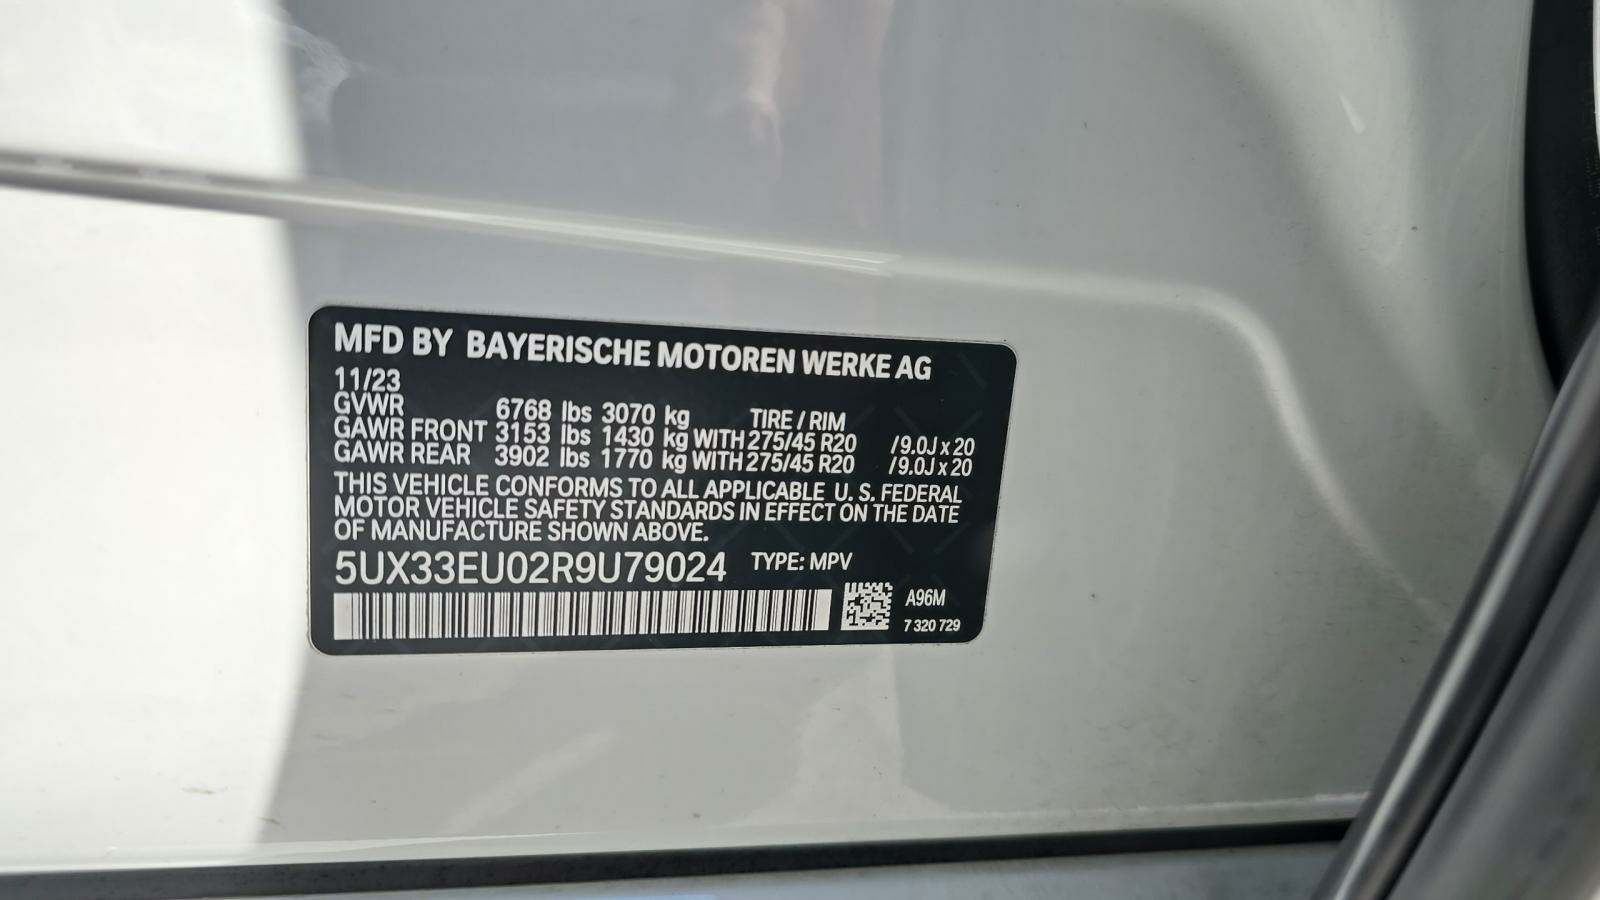 MFD BY BAYERISCHE MOTOREN WERKE AG
11/23
GVWR 6768 lbs 3070 kg TIRE / RIM
GAWR FRONT 3153 lbs 1430 kg WITH 275/45 R20 /9.0J x 20
GAWR REAR 3902 lbs 1770 kg WITH 275/45 R20 /9.0J x 20
THIS VEHICLE CONFORMS TO ALL APPLICABLE U. S. FEDERAL
MOTOR VEHICLE SAFETY STANDARDS IN EFFECT ON THE DATE
OF MANUFACTURE SHOWN ABOVE.
5UX33EU02R9U79024 TYPE: MPV
A96M
7 320 729